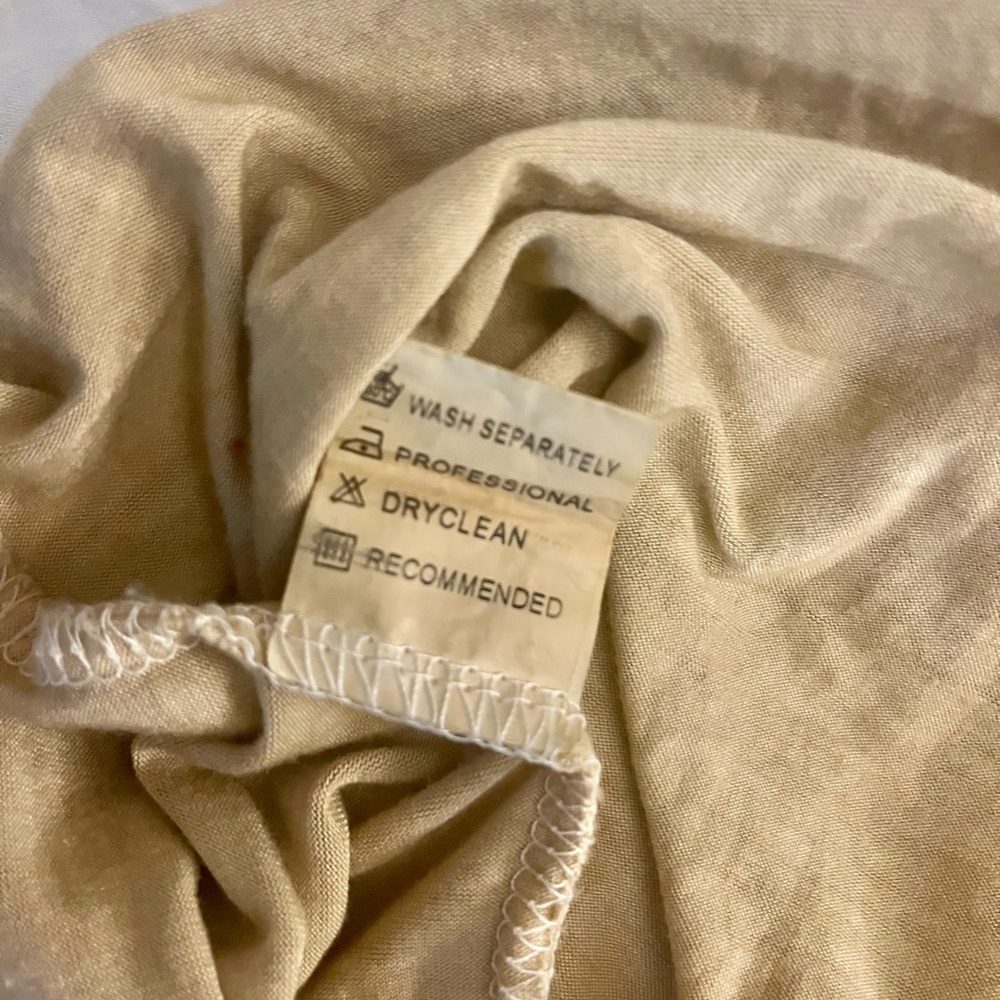 WASH SEPARATELY
PROFESSIONAL
DRYCLEAN
RECOMMENDED